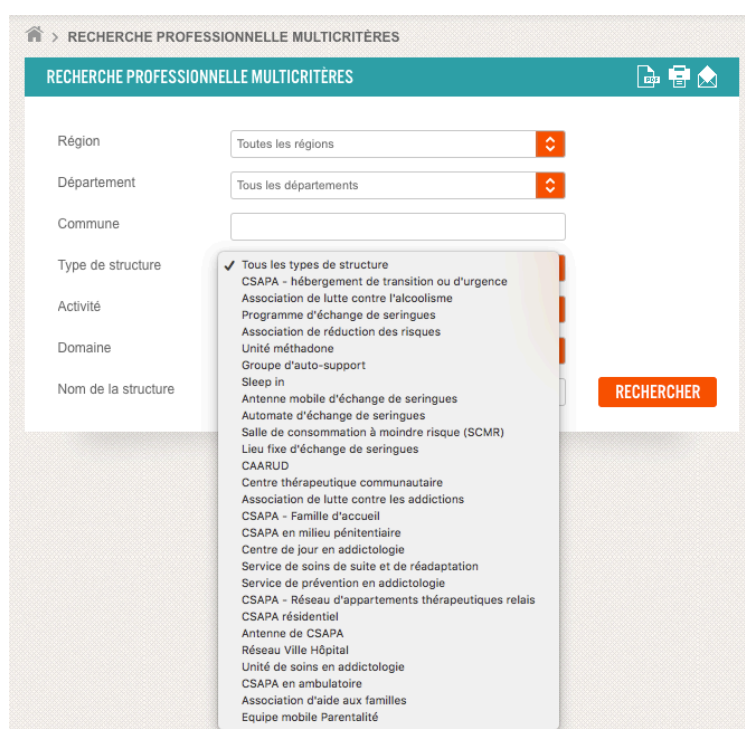 > RECHERCHE PROFESSIONNELLE MULTICRITÈRES
RECHERCHE PROFESSIONNELLE MULTICRITÈRES
PDF
Région
Toutes les régions
Département
Tous les départements
Commune
Type de structure
✓ Tous les types de structure
CSAPA - hébergement de transition ou d'urgence
Association de lutte contre l'alcoolisme
Activité
Programme d'échange de seringues
Association de réduction des risques
Domaine
Unité méthadone
Groupe d'auto-support
Sleep in
Nom de la structure
RECHERCHER
Antenne mobile d'échange de seringues
Automate d'échange de seringues
Salle de consommation à moindre risque (SCMR)
Lieu fixe d'échange de seringues
CAARUD
Centre thérapeutique communautaire
Association de lutte contre les addictions
CSAPA - Famille d'accueil
CSAPA en milieu pénitentiaire
Centre de jour en addictologie
Service de soins de suite et de réadaptation
Service de prévention en addictologie
CSAPA - Réseau d'appartements thérapeutiques relais
CSAPA résidentiel
Antenne de CSAPA
Réseau Ville Hôpital
Unité de soins en addictologie
CSAPA en ambulatoire
Association d'aide aux familles
Equipe mobile Parentalité